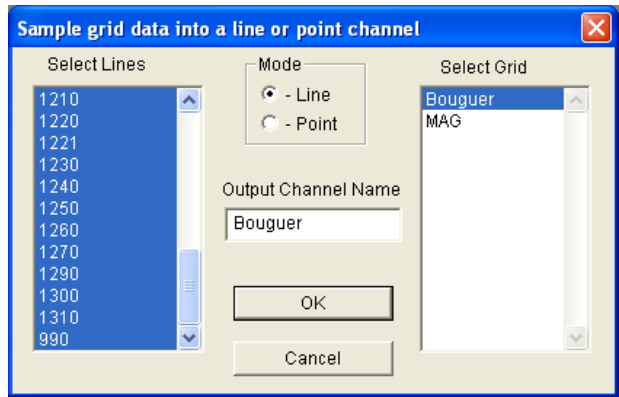 Sample grid data into a line or point channel
Select Lines
1210
1220
1221
1230
1240
1250
1260
1270
1290
1300
1310
990
Mode
- Line
- Point
Output Channel Name
Bouguer
OK
Cancel
Select Grid
Bouguer
MAG